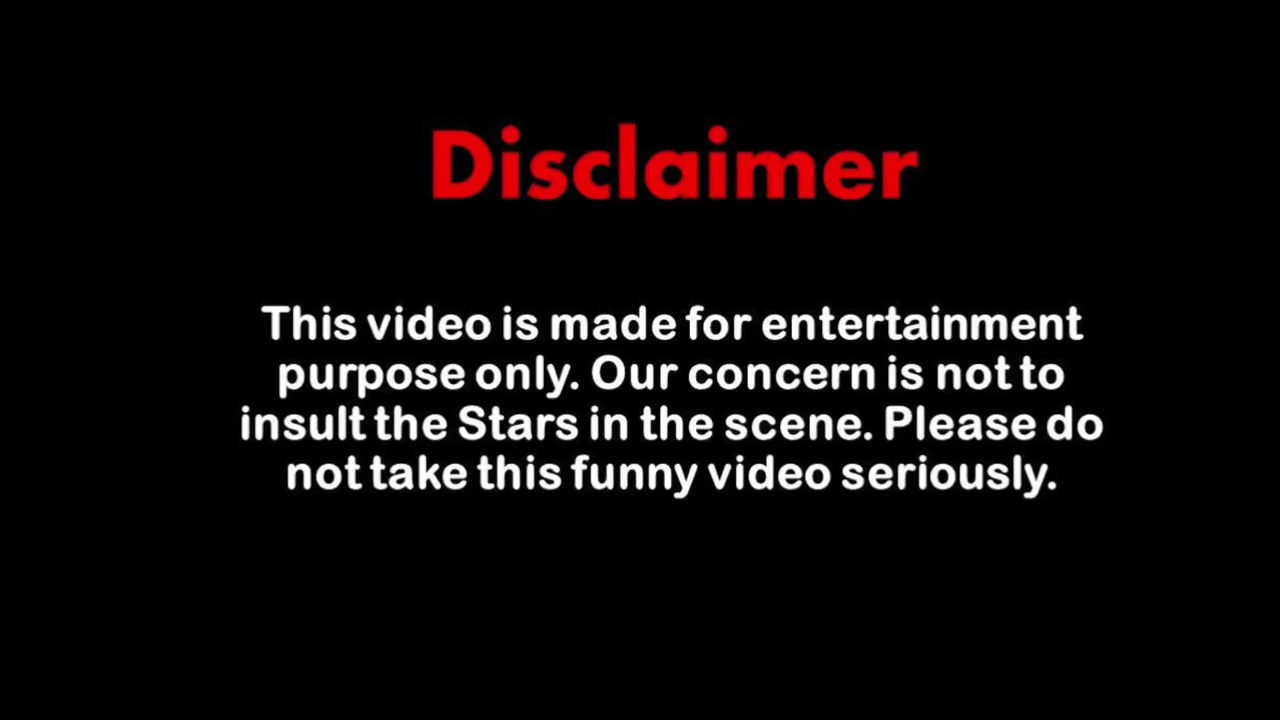 Disclaimer
This video is made for entertainment
purpose only. Our concern is not to
insult the Stars in the scene. Please do
not take this funny video seriously.